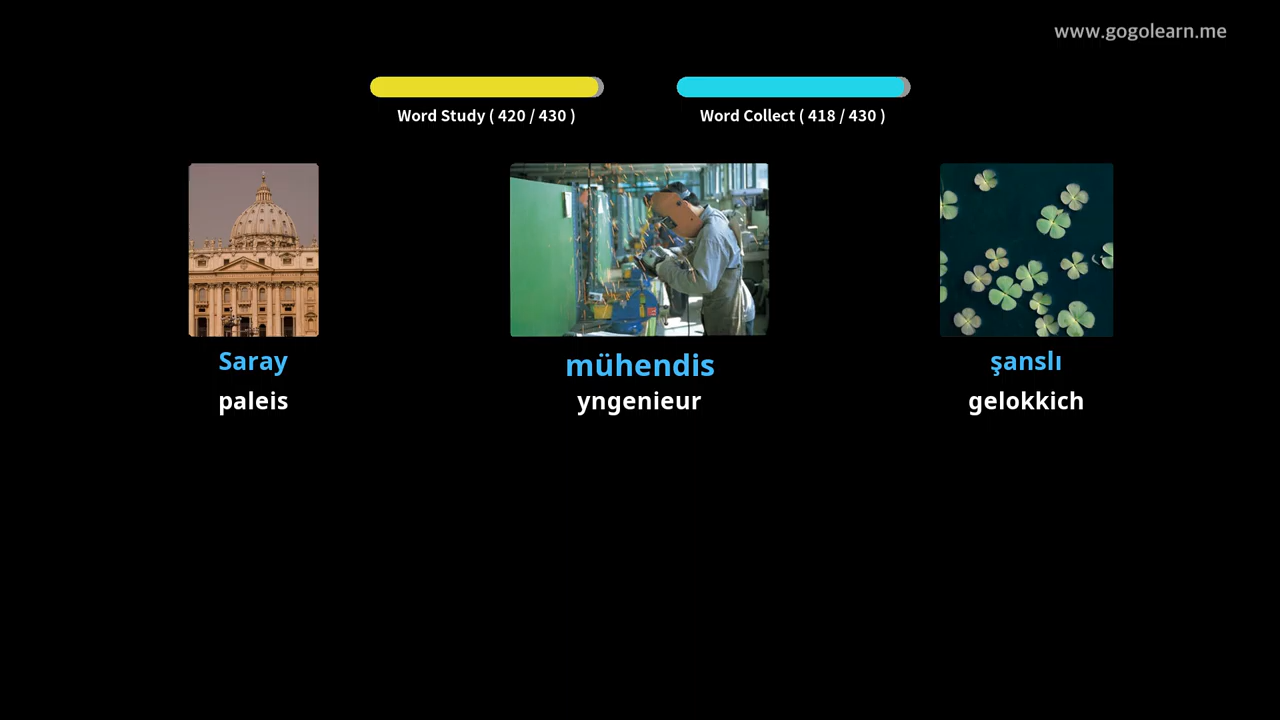 www.gogolearn.me
Word Study ( 420 / 430 )
Word Collect ( 418 / 430 )
Saray
paleis
mühendis
yngenieur
şanslı
gelokkich